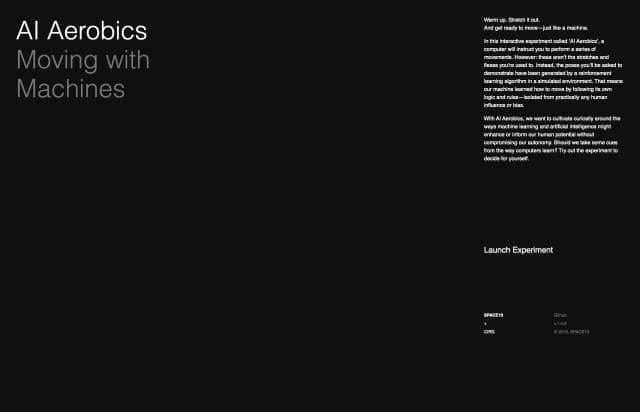 AI Aerobics
Moving with
Machines
Warm up. Stretch it out.
And get ready to move—just like a machine.
In this interactive experiment called 'AI Aerobics', a
computer will instruct you to perform a series of
movements. However: these aren't the stretches and
flexes you're used to. Instead, the poses you'll be asked to
demonstrate have been generated by a reinforcement
learning algorithm in a simulated environment. That means
our machine learned how to move by following its own
logic and rules—isolated from practically any human
influence or bias.
With AI Aerobics, we want to cultivate curiosity around the
ways machine learning and artificial intelligence might
enhance or inform our human potential without
compromising our autonomy. Should we take some cues
from the way computers learn? Try out the experiment to
decide for yourself.
Launch Experiment
SPACE10
+
Github
© 2019, SPACE10